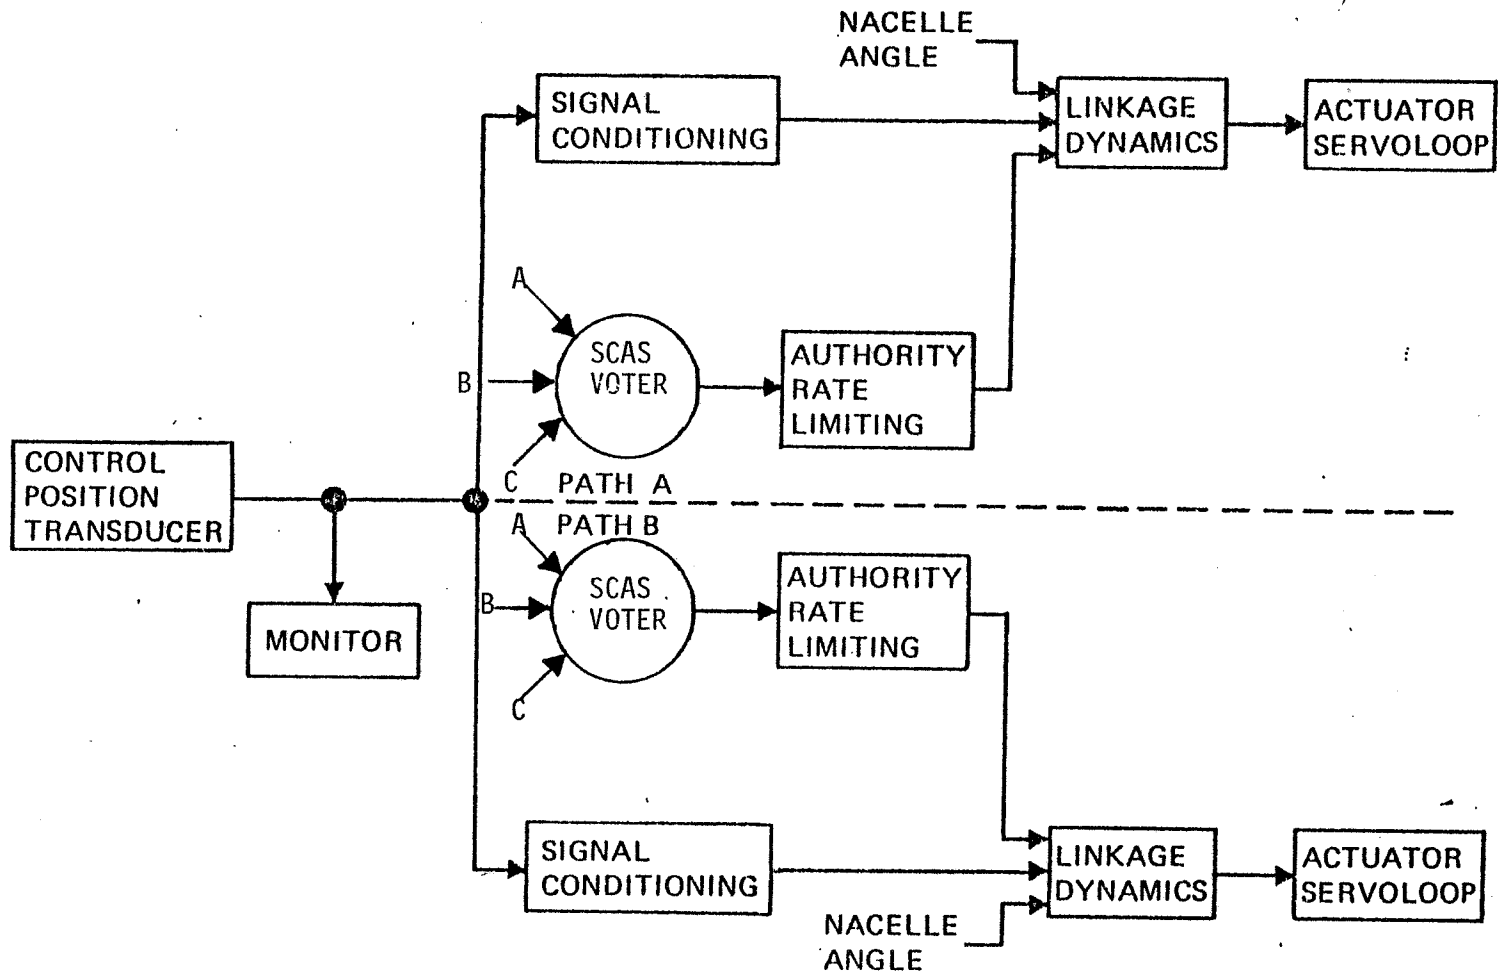 NACELLE
ANGLE
SIGNAL
CONDITIONING
LINKAGE
DYNAMICS
ACTUATOR
SERVOLOOP
A
B
C
SCAS
VOTER
AUTHORITY
RATE
LIMITING
CONTROL
POSITION
TRANSDUCER
PATH A
PATH B
MONITOR
A
B
C
SCAS
VOTER
AUTHORITY
RATE
LIMITING
SIGNAL
CONDITIONING
LINKAGE
DYNAMICS
ACTUATOR
SERVOLOOP
NACELLE
ANGLE